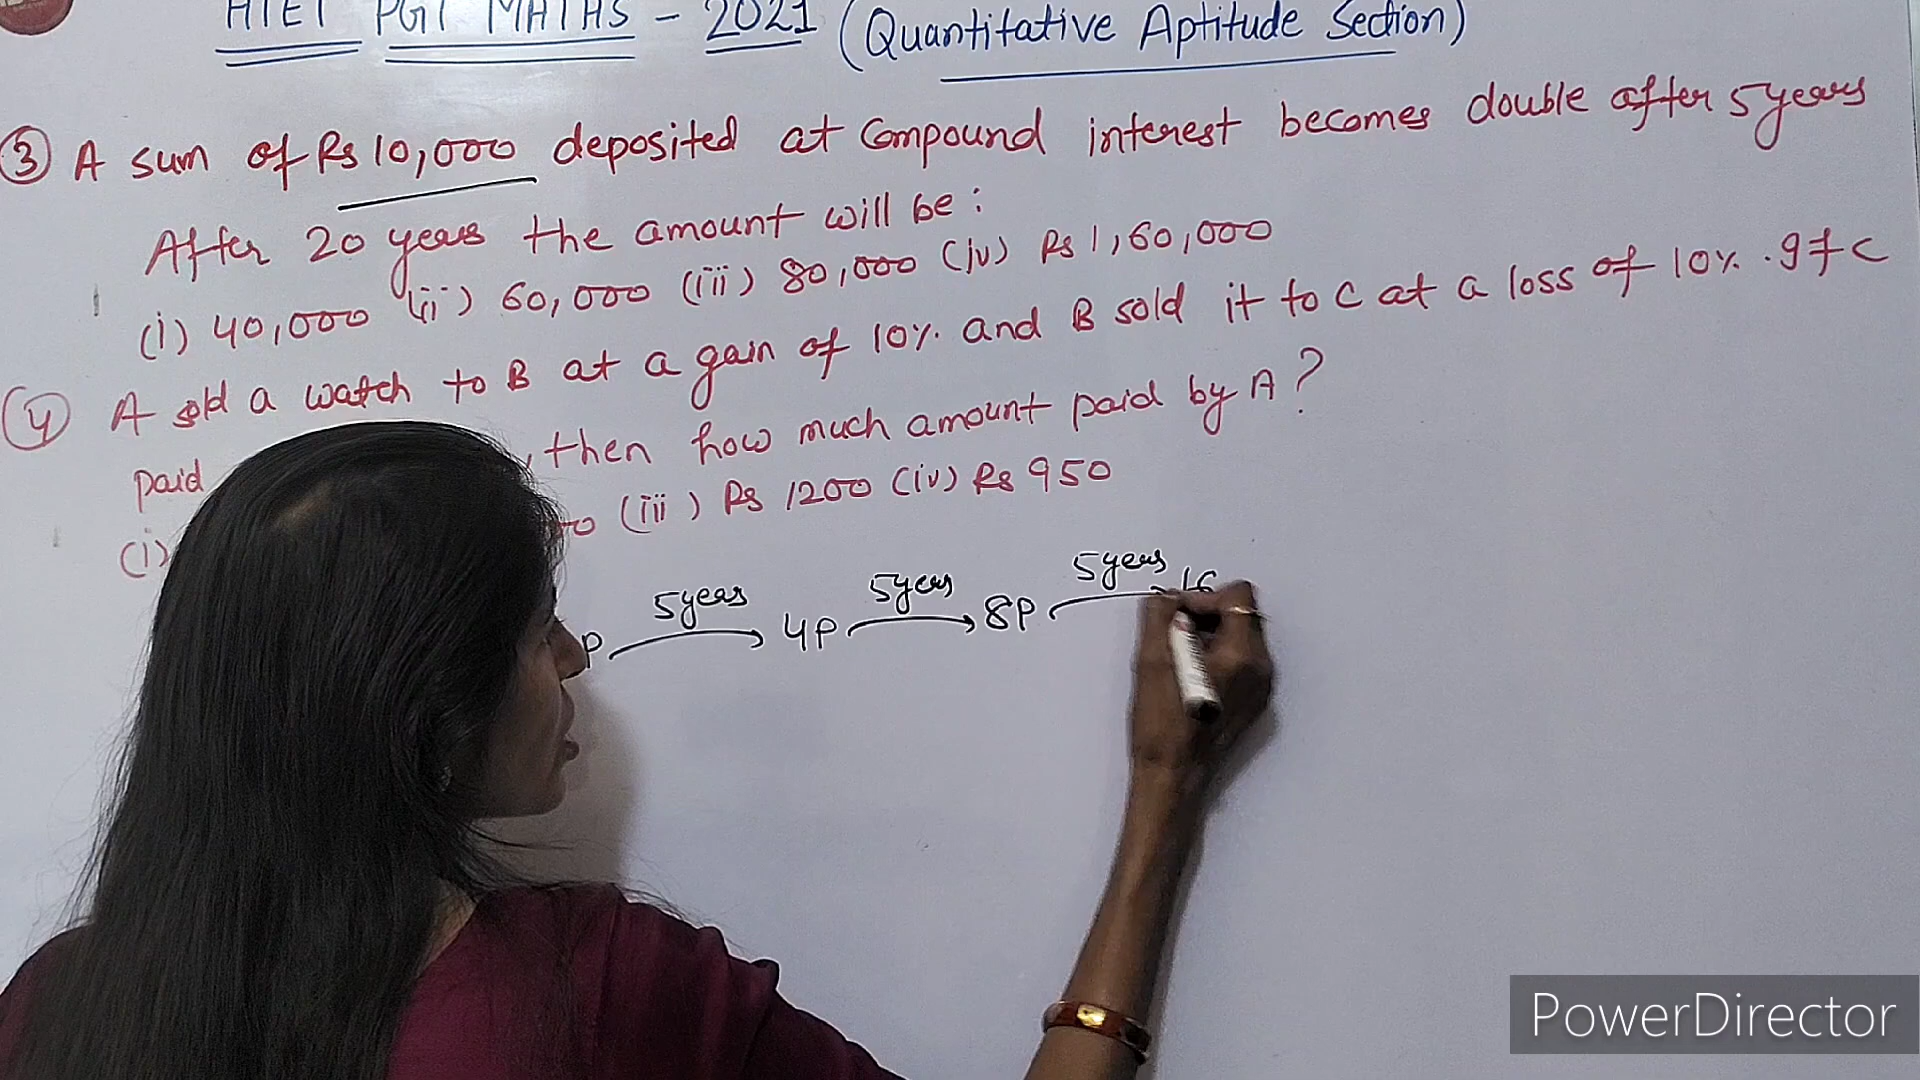 HTET PGT MATHS - 2021 (Quantitative Aptitude Section)
③ A sum of Rs 10,000 deposited at Compound interest becomes double after 5 years
After 20 years the amount will be:
(i) 40,000 (ii) 60,000 (iii) 80,000 (iv) Rs 1,60,000
④ A sold a watch to B at a gain of 10% and B sold it to C at a loss of 10%. If C
paid , then how much amount paid by A?
(i) (iii) Rs 1200 (iv) Rs 950
5years 5years 5years
P 4P 8P 16
PowerDirector